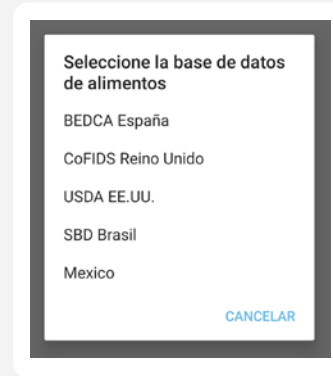 Seleccione la base de datos
de alimentos
BEDCA España
CoFIDS Reino Unido
USDA EE.UU.
SBD Brasil
Mexico
CANCELAR